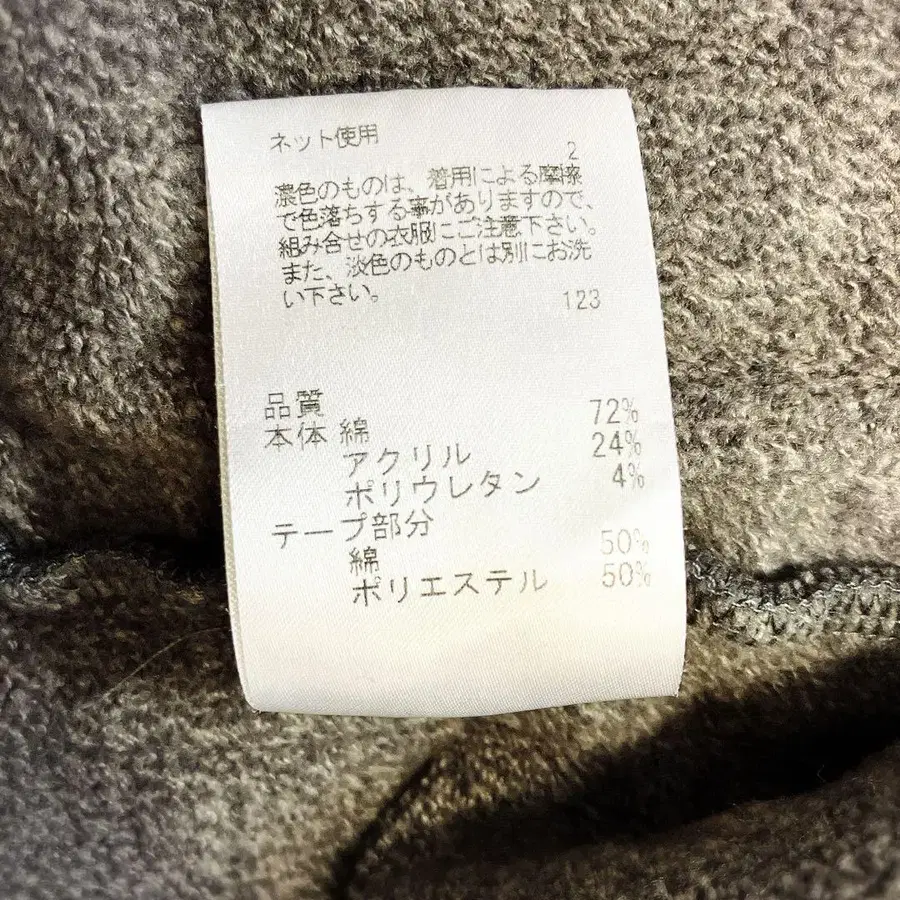 ネット使用
2
濃色のものは、着用による摩擦
で色落ちする事がありますので、
組み合せの衣服にご注意下さい。
また、淡色のものとは別にお洗
い下さい。
123
品質
本体 綿 72%
アクリル 24%
ポリウレタン 4%
テープ部分
綿 50%
ポリエステル 50%